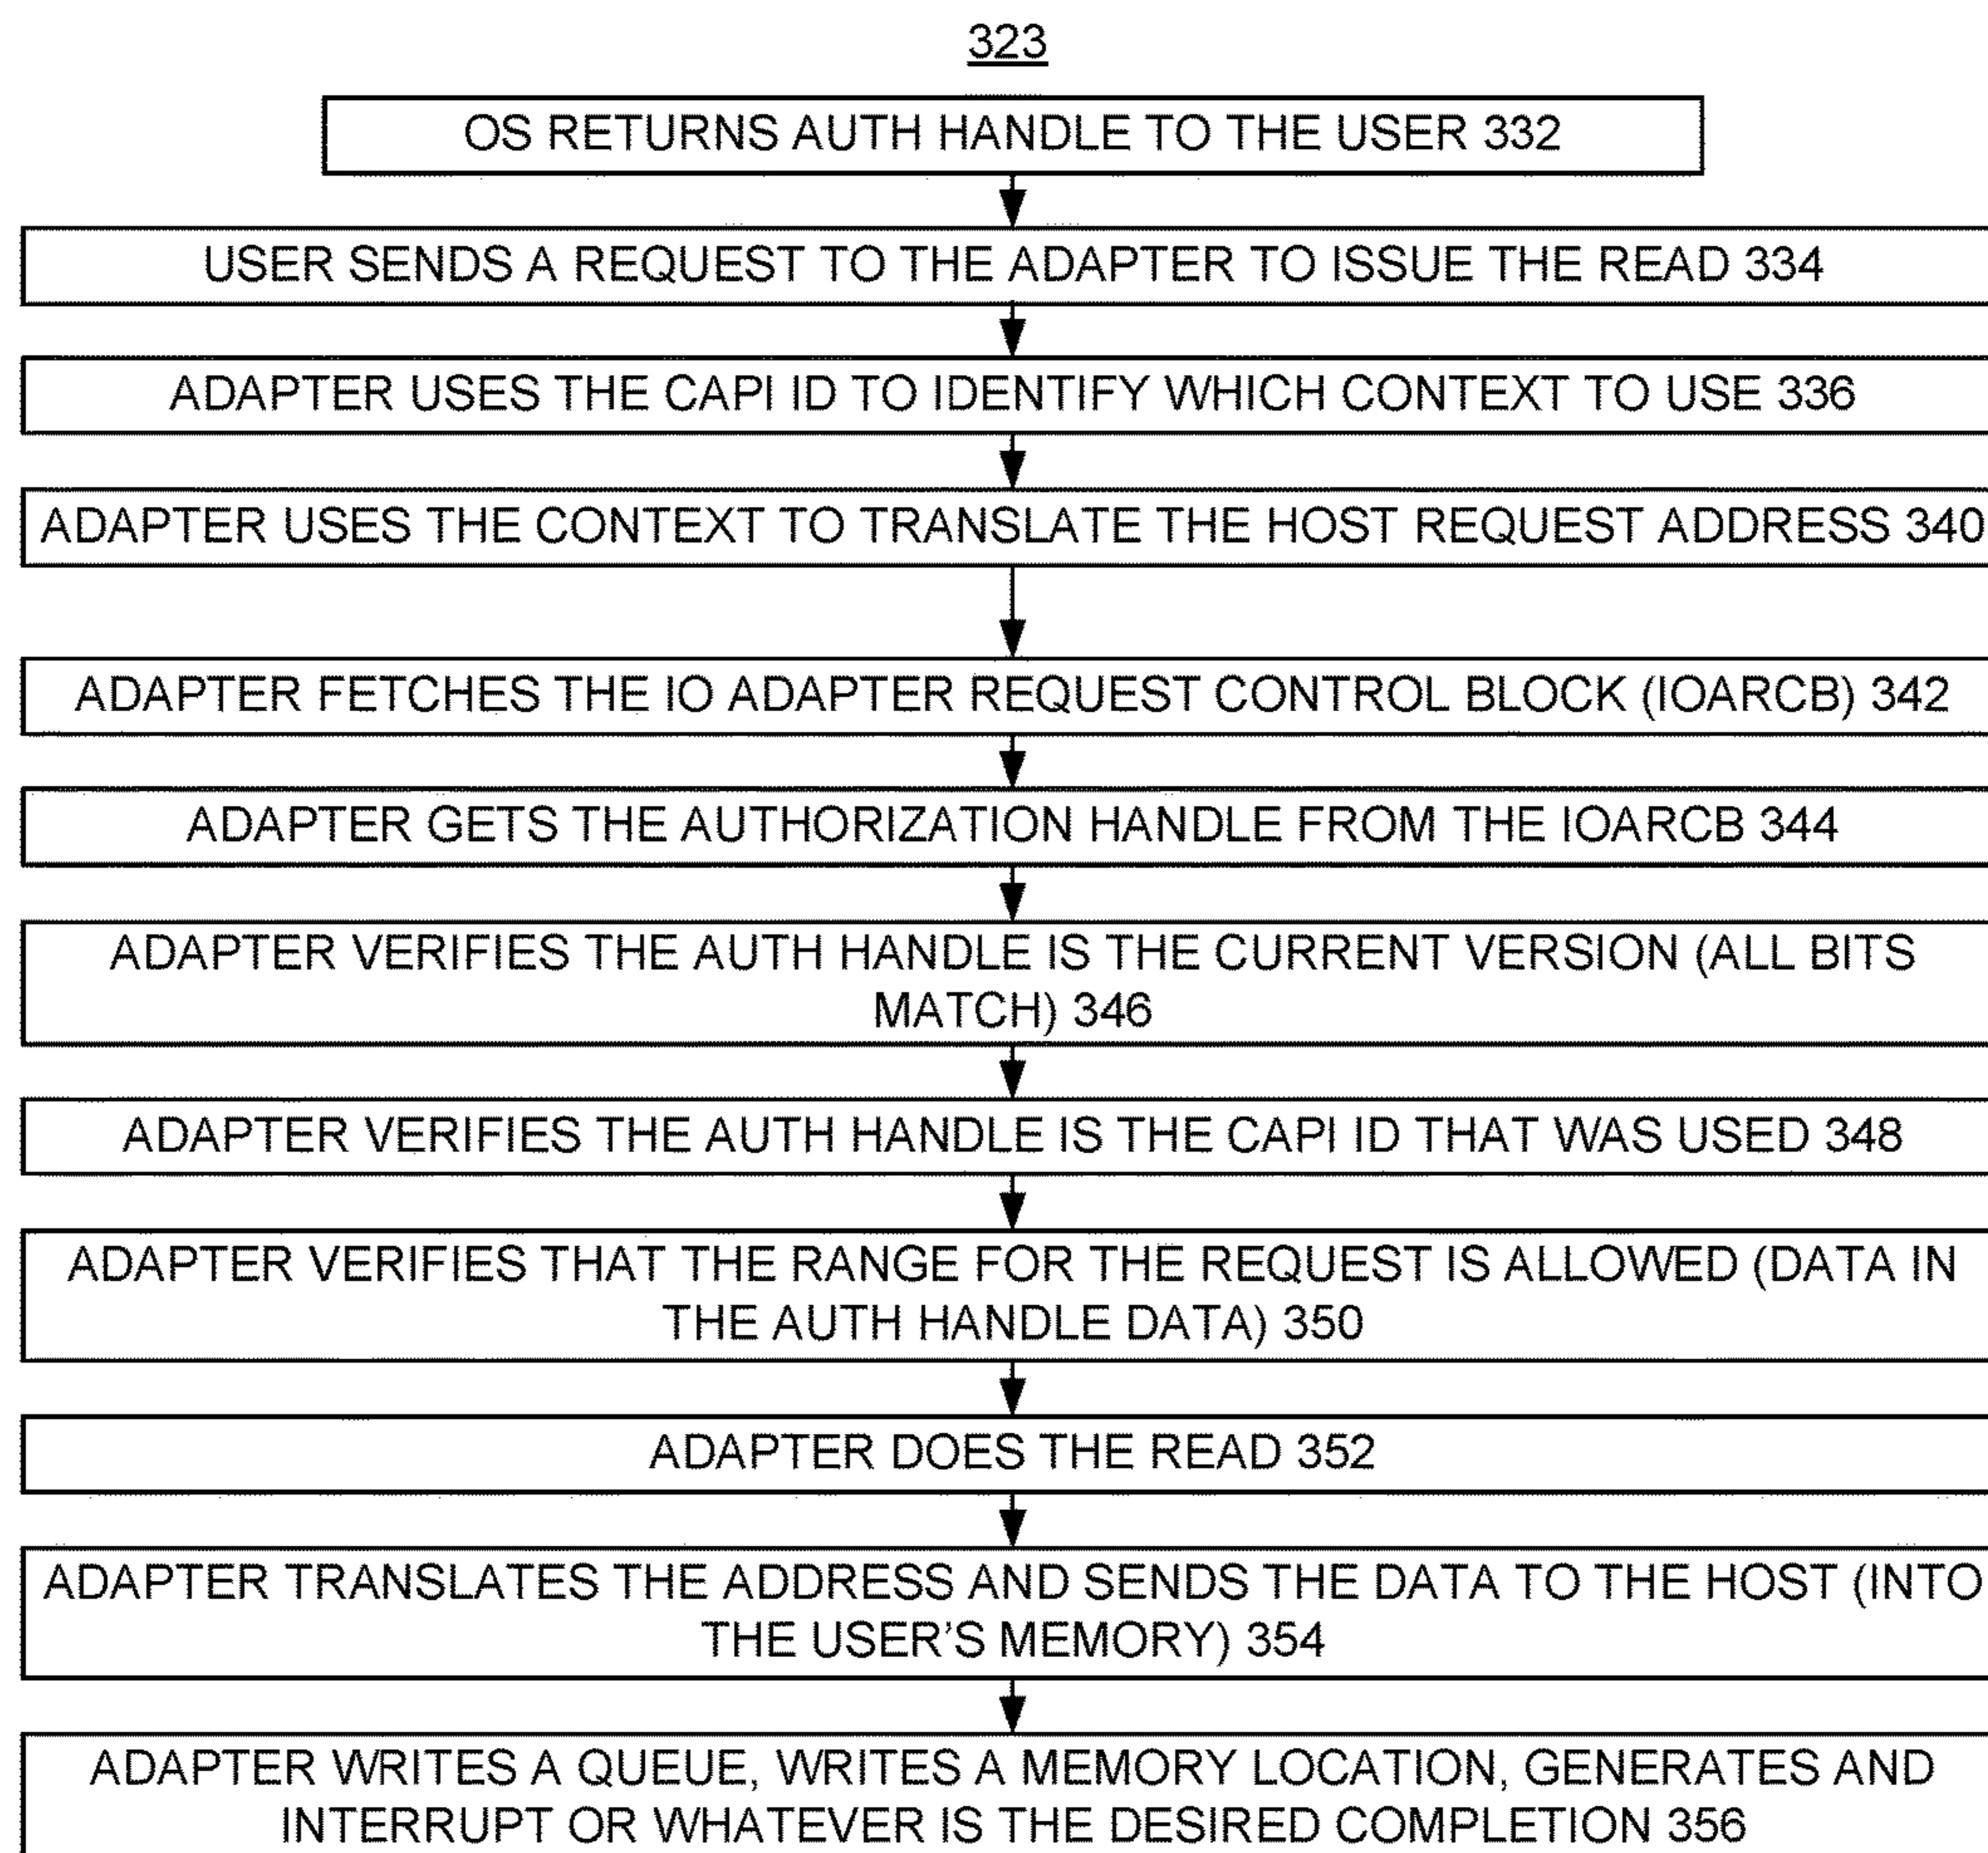 323
OS RETURNS AUTH HANDLE TO THE USER 332
USER SENDS A REQUEST TO THE ADAPTER TO ISSUE THE READ 334
ADAPTER USES THE CAPI ID TO IDENTIFY WHICH CONTEXT TO USE 336
ADAPTER USES THE CONTEXT TO TRANSLATE THE HOST REQUEST ADDRESS 340
ADAPTER FETCHES THE IO ADAPTER REQUEST CONTROL BLOCK (IOARCB) 342
ADAPTER GETS THE AUTHORIZATION HANDLE FROM THE IOARCB 344
ADAPTER VERIFIES THE AUTH HANDLE IS THE CURRENT VERSION (ALL BITS
MATCH) 346
ADAPTER VERIFIES THE AUTH HANDLE IS THE CAPI ID THAT WAS USED 348
ADAPTER VERIFIES THAT THE RANGE FOR THE REQUEST IS ALLOWED (DATA IN
THE AUTH HANDLE DATA) 350
ADAPTER DOES THE READ 352
ADAPTER TRANSLATES THE ADDRESS AND SENDS THE DATA TO THE HOST (INTO
THE USER'S MEMORY) 354
ADAPTER WRITES A QUEUE, WRITES A MEMORY LOCATION, GENERATES AND
INTERRUPT OR WHATEVER IS THE DESIRED COMPLETION 356